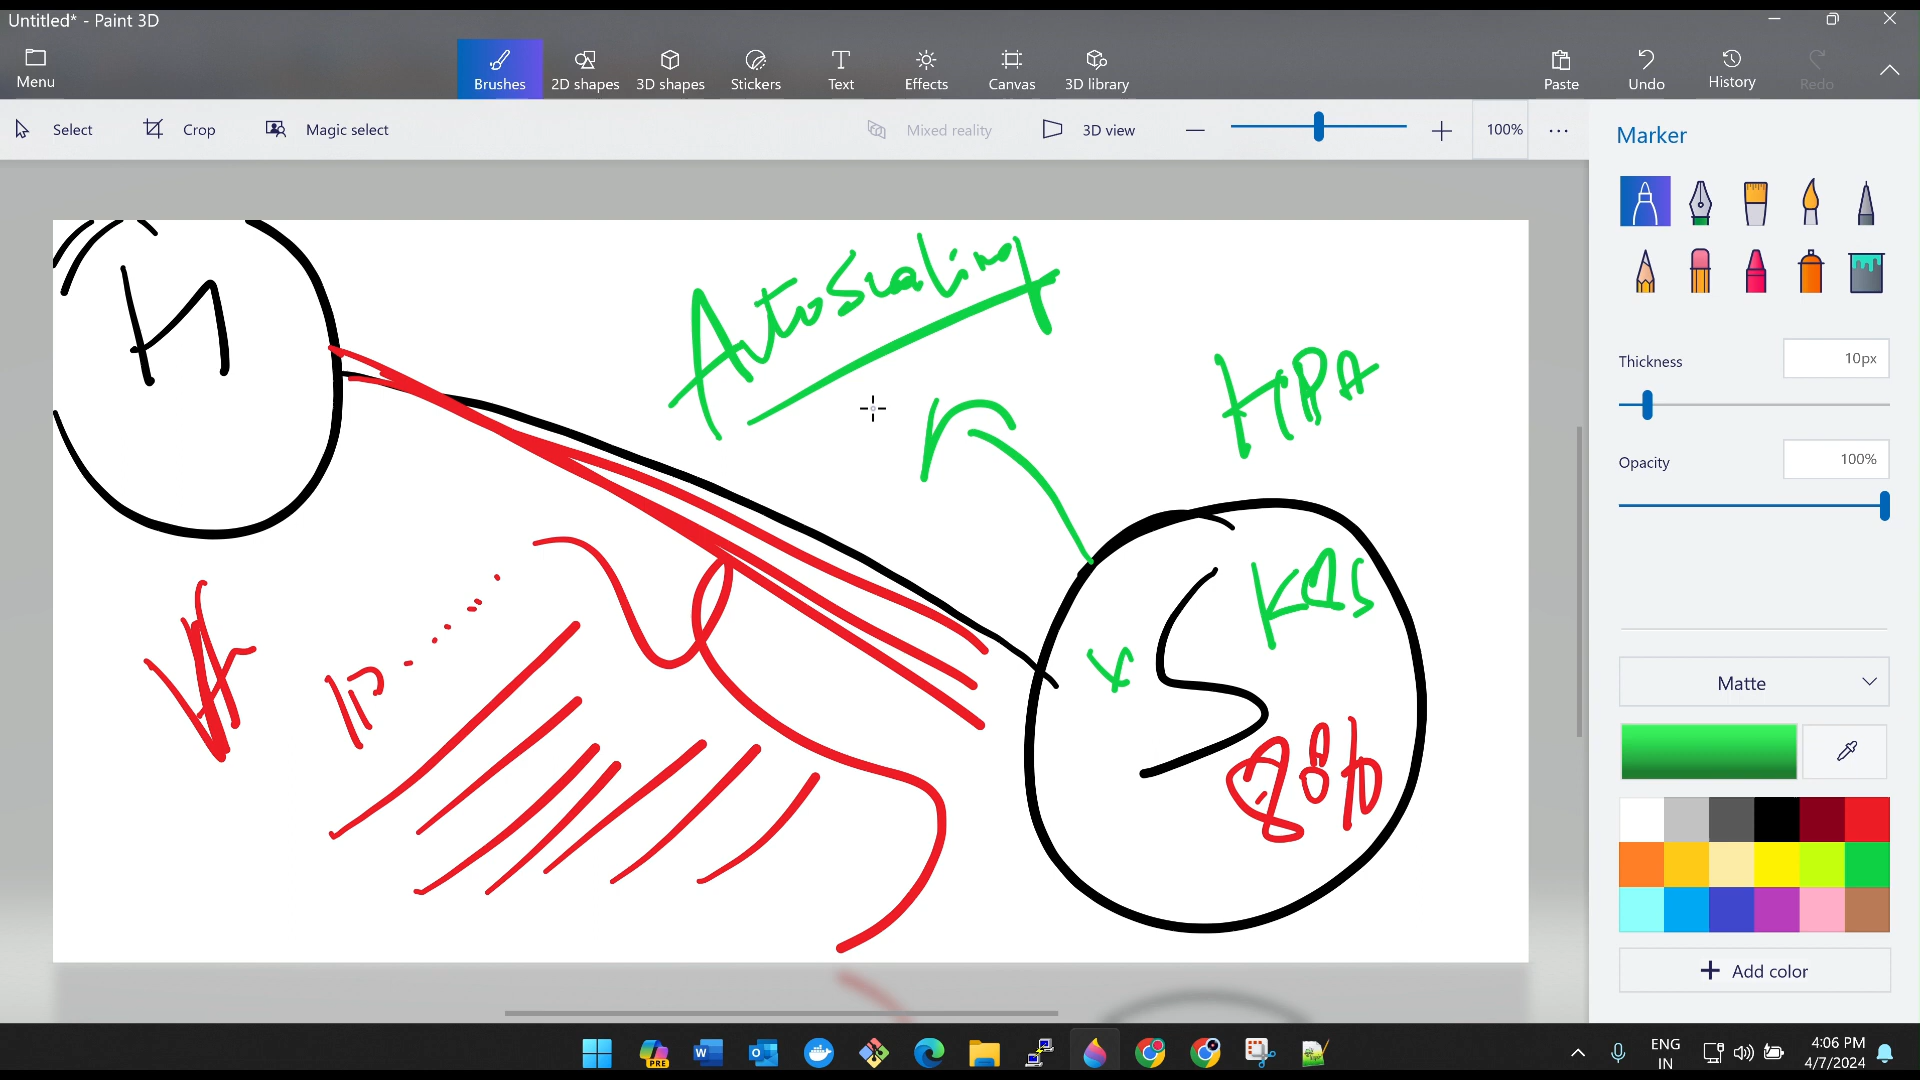 Untitled* - Paint 3D
Menu
Brushes
2D shapes
3D shapes
Stickers
Text
Effects
Canvas
3D library
Paste
Undo
History
Redo
Select
Crop
Magic select
Mixed reality
3D view
100%
Marker
Thickness
10px
Opacity
100%
Matte
Add color
M
AutoScaling
HPA
K8S
S
PRE
ENG
IN
4:06 PM
4/7/2024